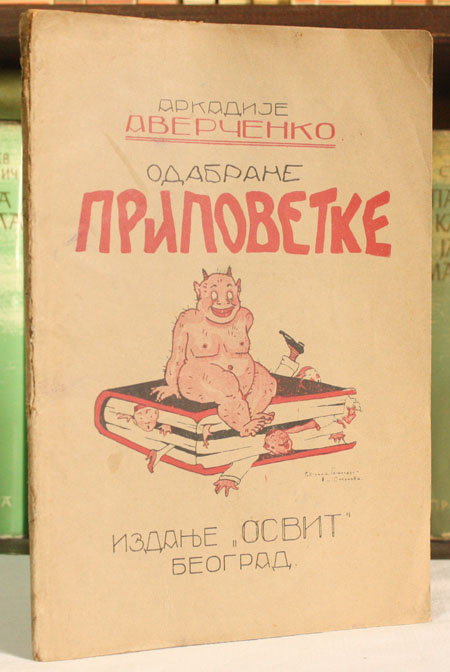 АРКАДИЈЕ
АВЕРЧЕНКО
ОДАБРАНЕ
ПРИПОВЕТКЕ
ИЗДАЊЕ „ОСВИТ"
БЕОГРАД.